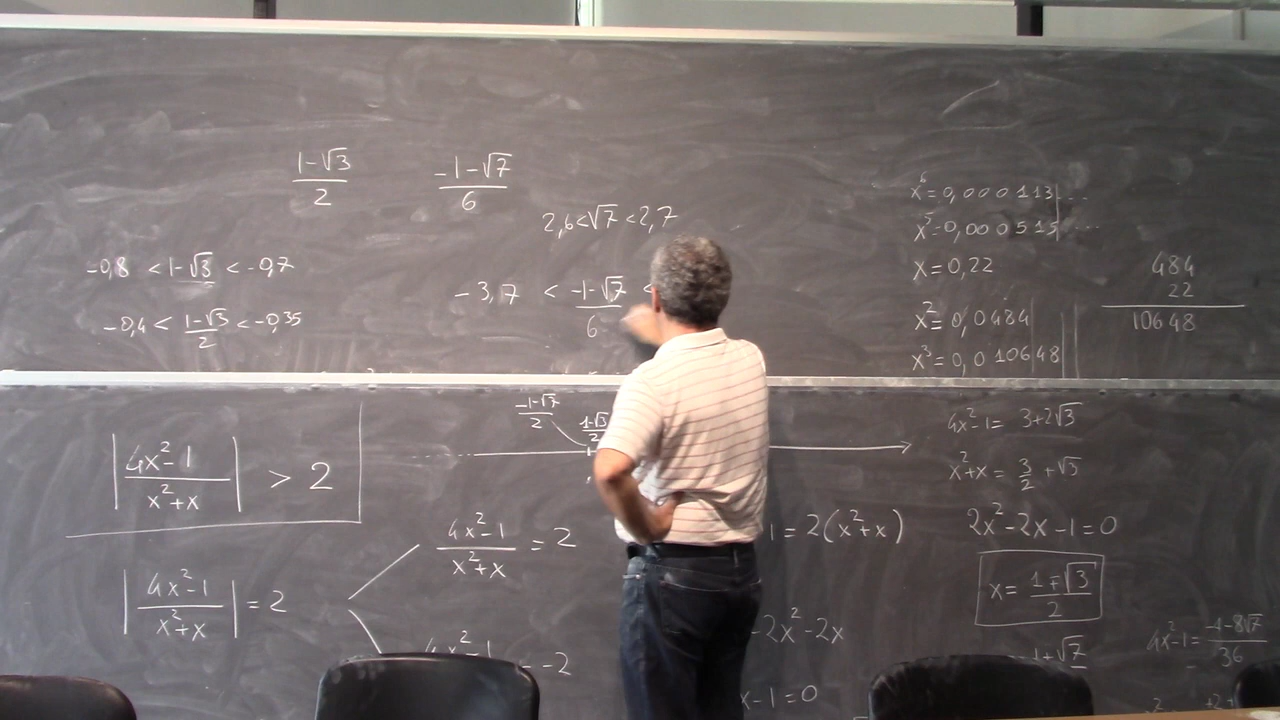 (1-√3)/2
(-1-√7)/6
2,6<√7<2,7
-0,8 < 1-√3 < -0,7
-0,4 < (1-√3)/2 < -0,35
-3,7 < (-1-√7)/6 <
x⁶=0,000113|...
x⁵=0,000515|...
x=0,22
x²=0,0484
x³=0,010648
484
22
10648
|(4x²-1)/(x²+x)| > 2
|(4x²-1)/(x²+x)| = 2
(4x²-1)/(x²+x) = 2
4x²-1
-2
(-1-√7)/2
(1-√3)/2
1=2(x²+x)
-2x²-2x
x-1=0
4x²-1= 3+2√3
x²+x = 3/2 +√3
2x²-2x-1=0
x= (1+√3)/2
-1+√7
4x²-1= (-4-8√7)/36